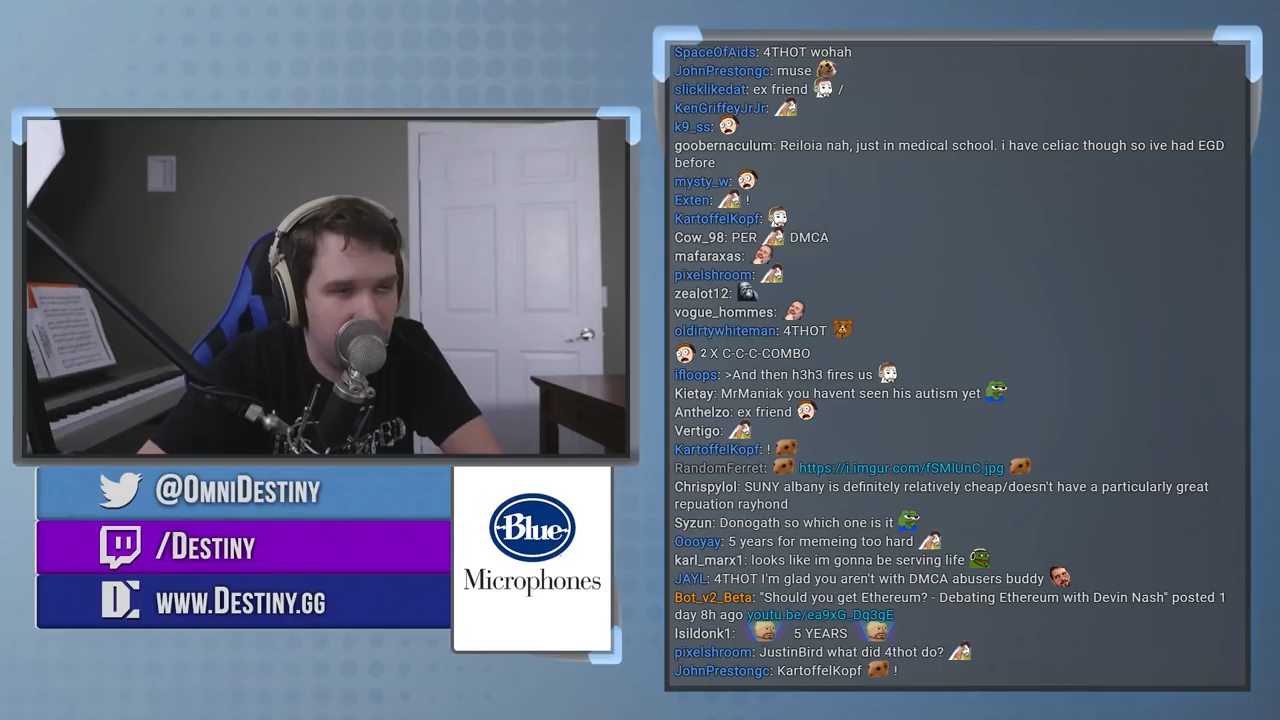 SpaceOfAids: 4THOT wohah
JohnPrestongc: muse
slicklikedat: ex friend /
KenGriffeyJrJr:
k9_ss:
goobernaculum: Reiloia nah, just in medical school. i have celiac though so ive had EGD
before
mysty_w:
Exten: !
KartoffelKopf:
Cow_98: PER DMCA
mafaraxas:
pixelshroom:
zealot12:
vogue_hommes:
oldirtywhiteman: 4THOT
2 X C-C-C-COMBO
ifloops: >And then h3h3 fires us
Kietay: MrManiak you havent seen his autism yet
Anthelzo: ex friend
Vertigo:
KartoffelKopf: !
RandomFerret: https://i.imgur.com/fSMlUnC.jpg
Chrispylol: SUNY albany is definitely relatively cheap/doesn't have a particularly great
repuation rayhond
Syzun: Donogath so which one is it
Oooyay: 5 years for memeing too hard
karl_marx1: looks like im gonna be serving life
JAYL: 4THOT I'm glad you aren't with DMCA abusers buddy
Bot_v2_Beta: "Should you get Ethereum? - Debating Ethereum with Devin Nash" posted 1
day 8h ago youtu.be/ea9xG_Dq3gE
Isildonk1: 5 YEARS
pixelshroom: JustinBird what did 4thot do?
JohnPrestongc: KartoffelKopf !
@OmniDestiny
/Destiny
www.Destiny.gg
Blue
Microphones